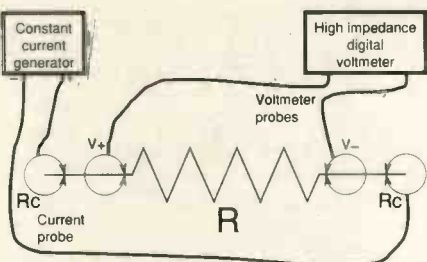 Constant
current
generator
High impedance
digital
voltmeter
Voltmeter
probes
V+
V–
Rc
R
Rc
Current
probe